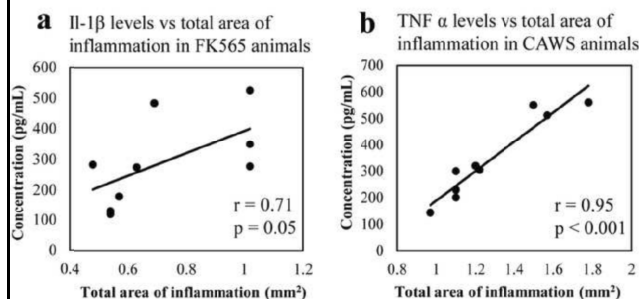 a Il-1β levels vs total area of
inflammation in FK565 animals
Concentration (pg/mL)
600
500
400
300
200
100
0
r = 0.71
p = 0.05
0.4 0.6 0.8 1 1.2
Total area of inflammation (mm²)
b TNF α levels vs total area of
inflammation in CAWS animals
Concentration (pg/mL)
700
600
500
400
300
200
100
0
r = 0.95
p < 0.001
0.8 1 1.2 1.4 1.6 1.8 2
Total area of inflammation (mm²)